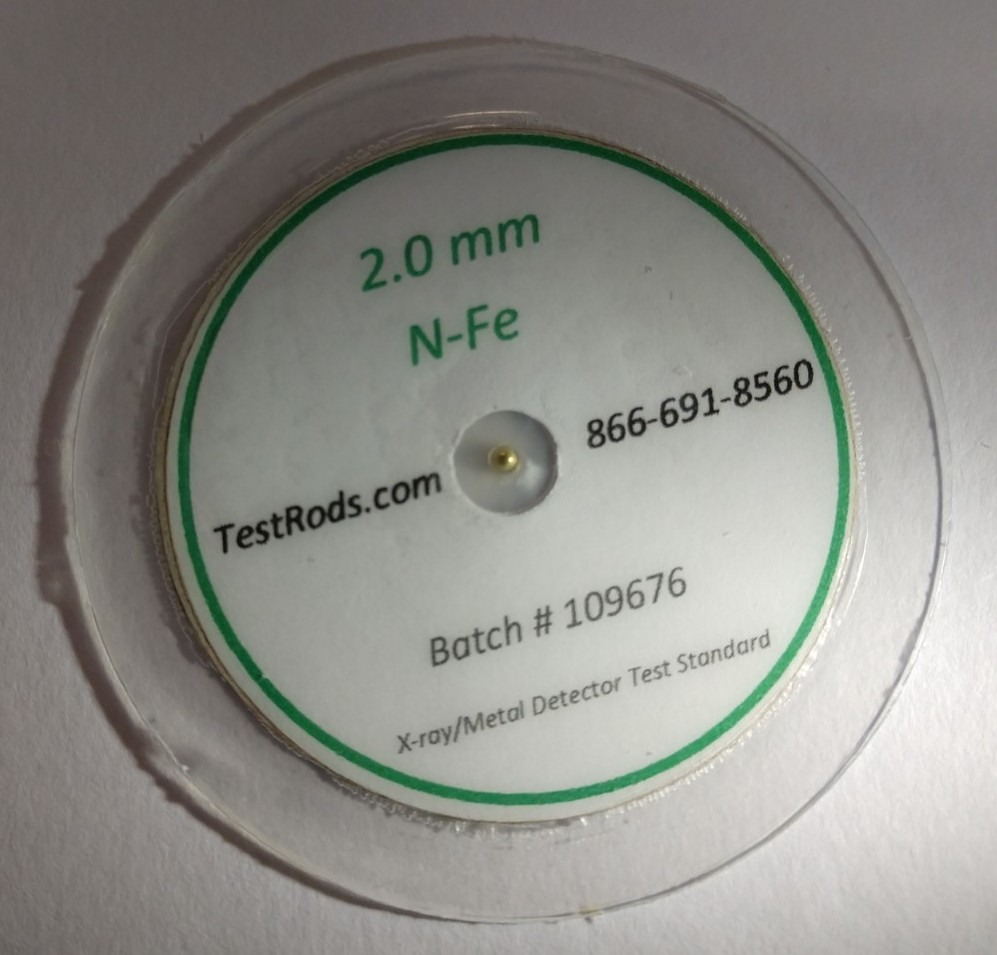 2.0 mm
N-Fe
TestRods.com 866-691-8560
Batch # 109676
X-ray/Metal Detector Test Standard